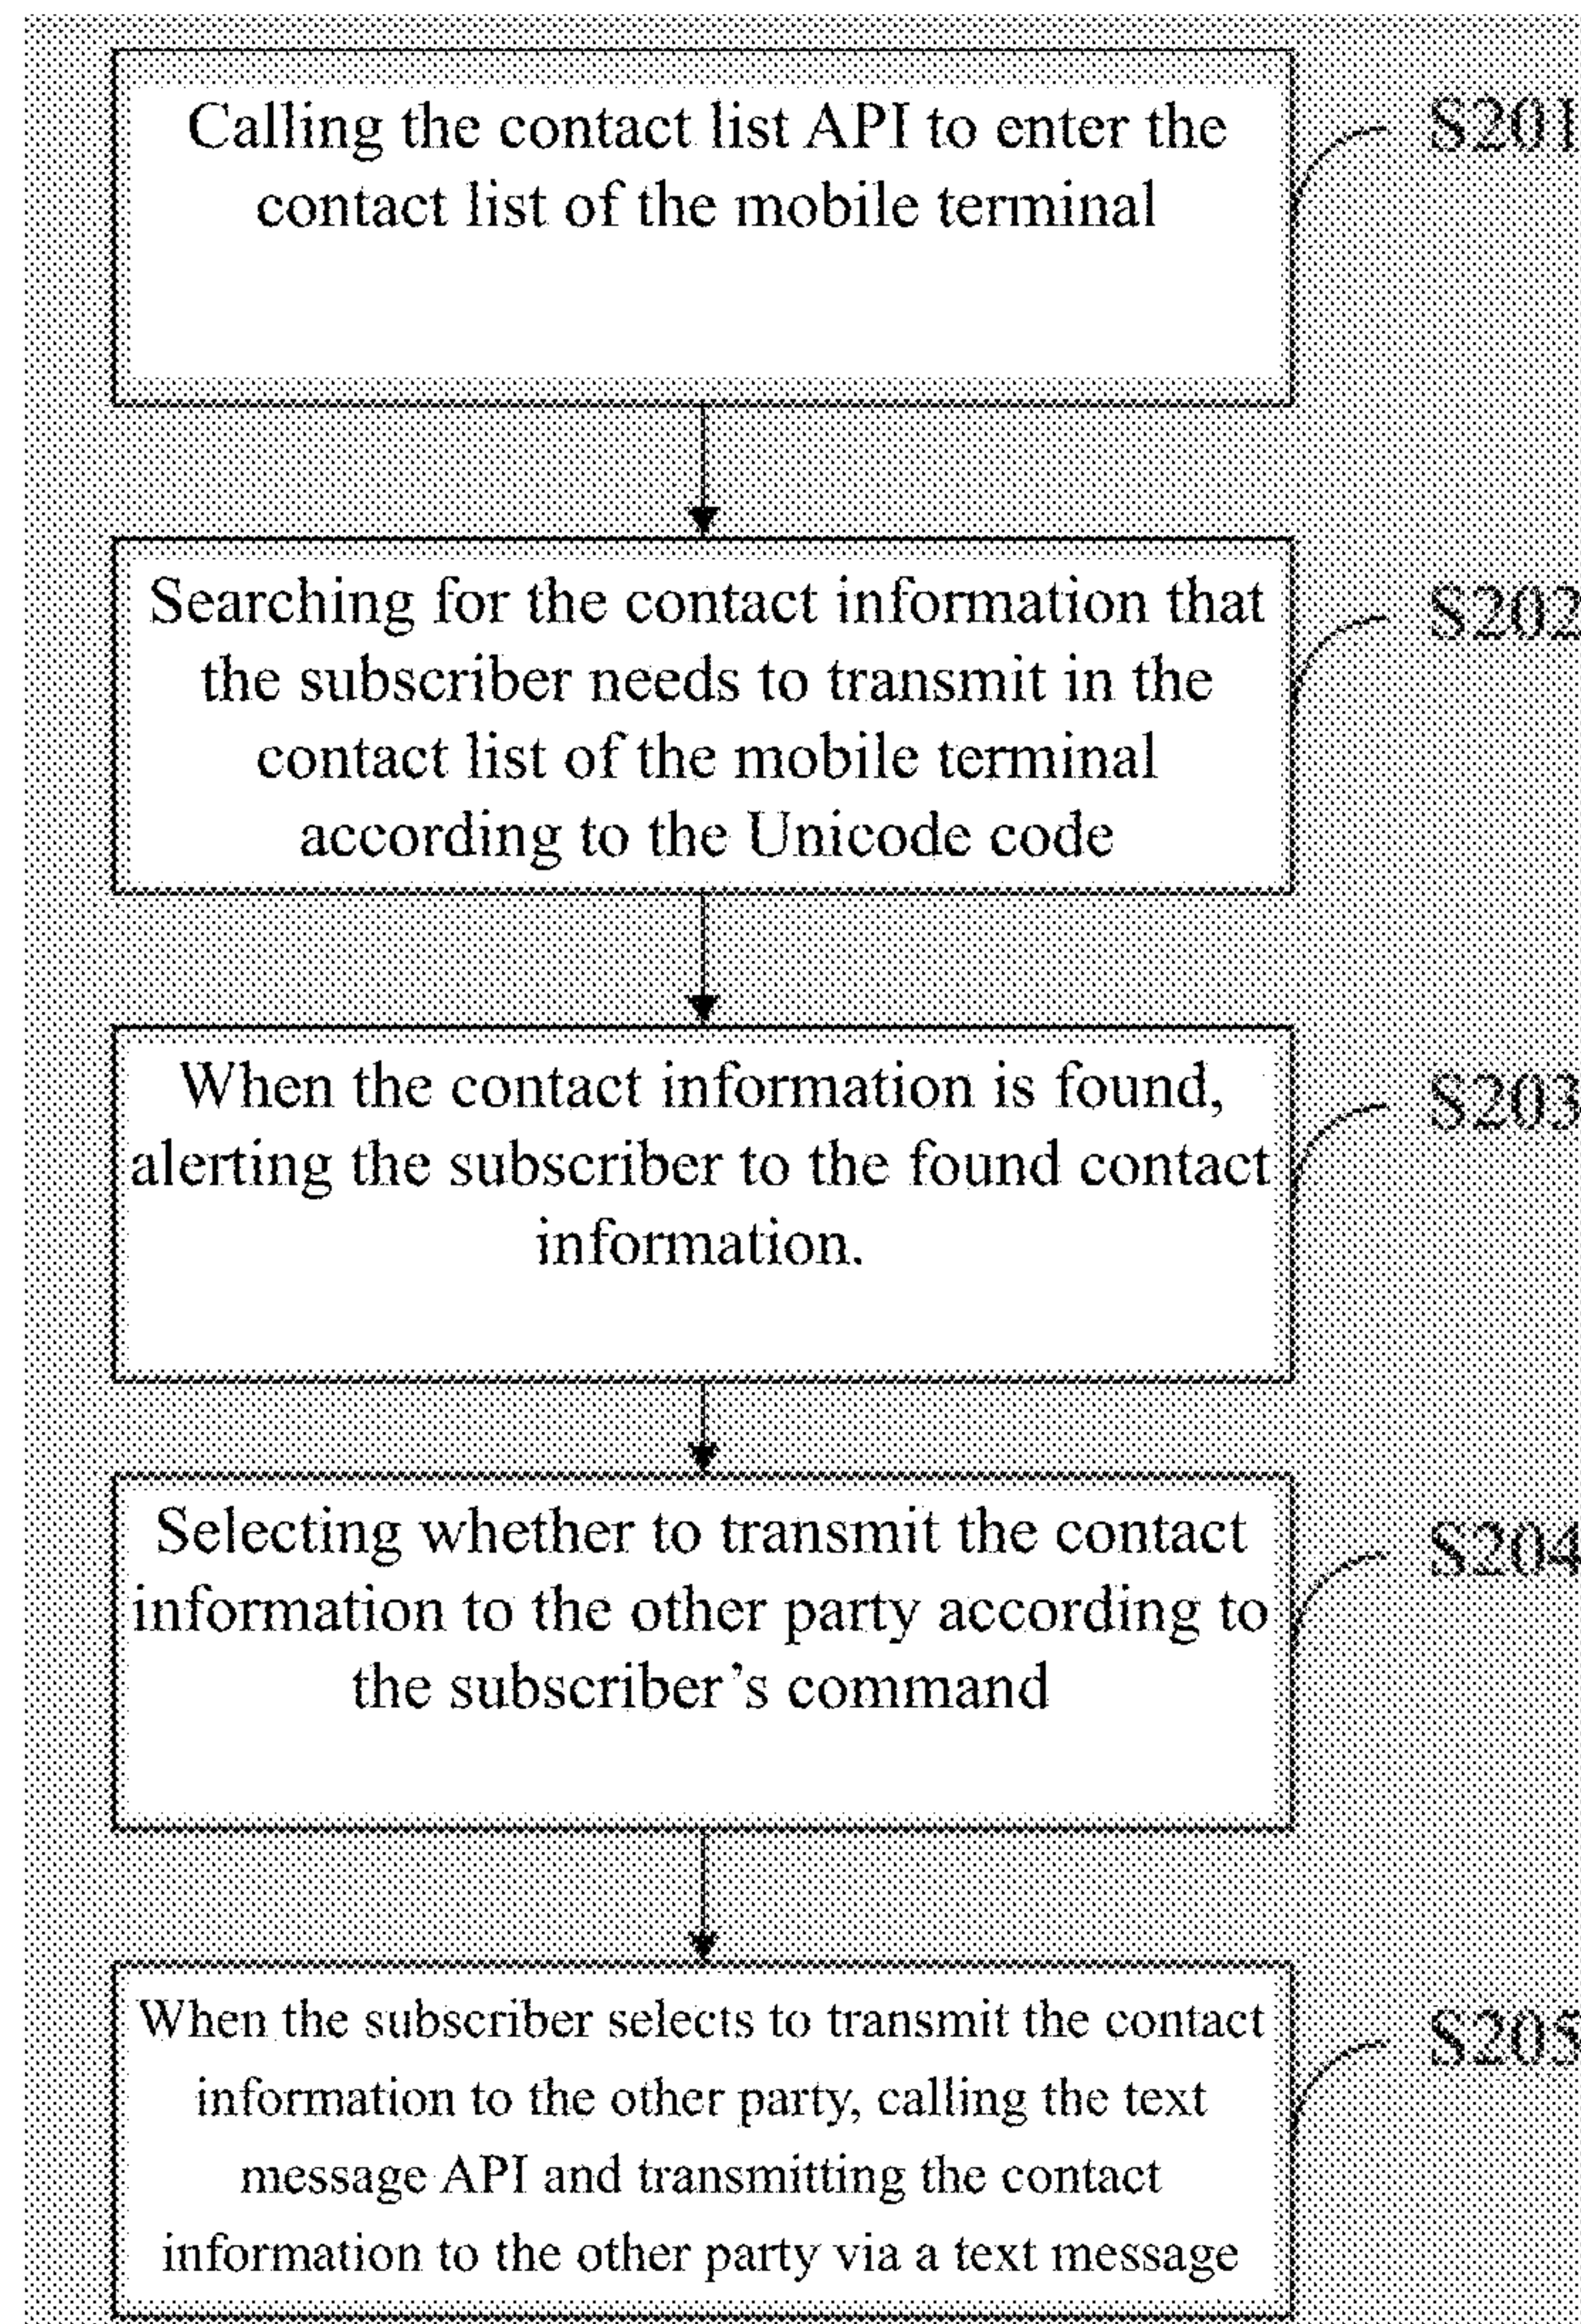 Calling the contact list API to enter the
contact list of the mobile terminal
S201
Searching for the contact information that
the subscriber needs to transmit in the
contact list of the mobile terminal
according to the Unicode code
S202
When the contact information is found,
alerting the subscriber to the found contact
information.
S203
Selecting whether to transmit the contact
information to the other party according to
the subscriber's command
S204
When the subscriber selects to transmit the contact
information to the other party, calling the text
message API and transmitting the contact
information to the other party via a text message
S205